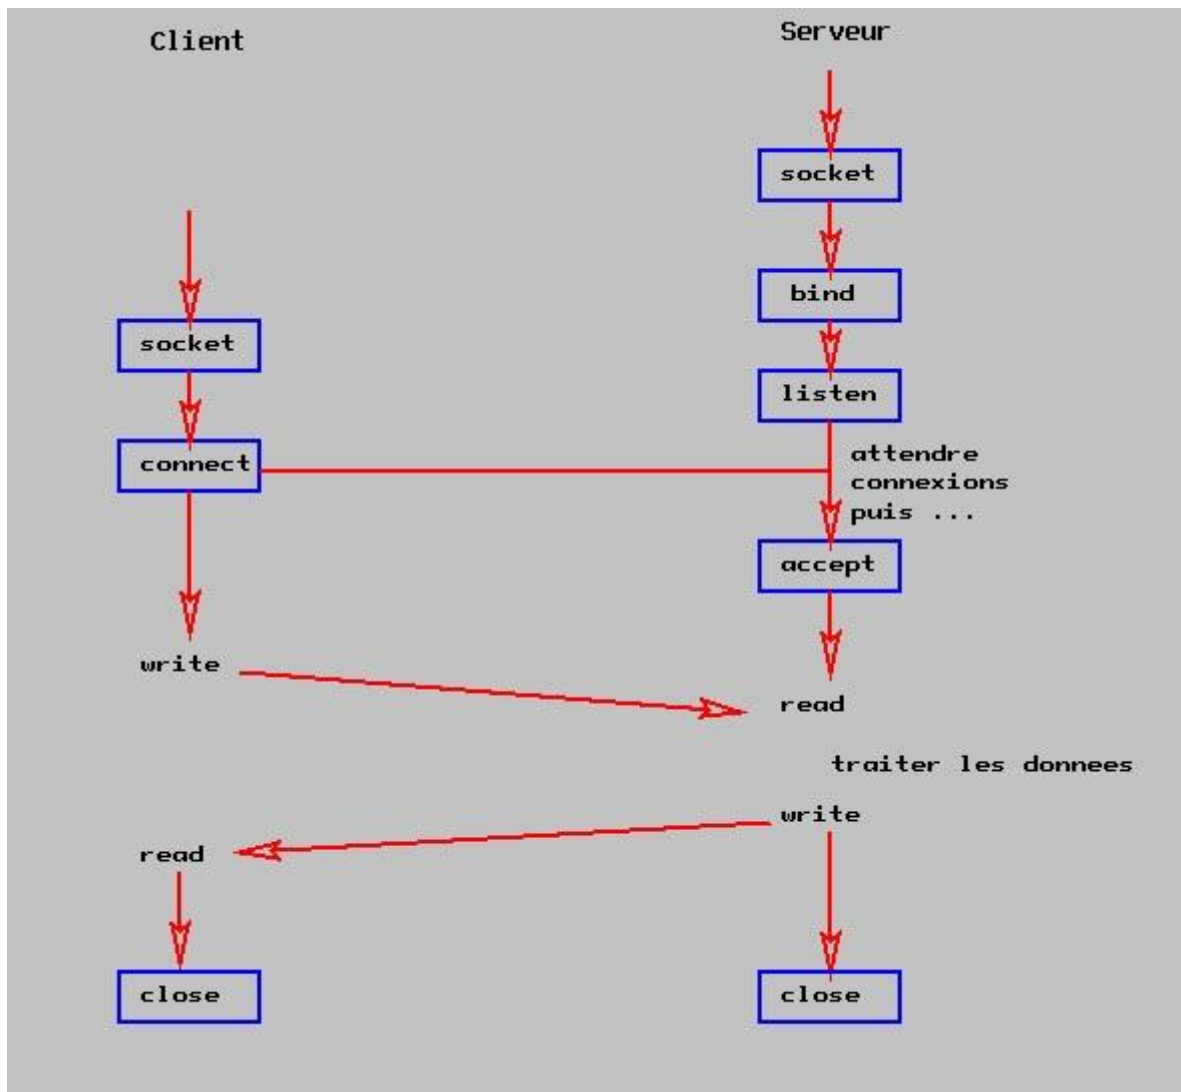 Client
Serveur
socket
bind
socket
listen
connect
attendre
connexions
puis ...
accept
write
read
traiter les donnees
write
read
close
close